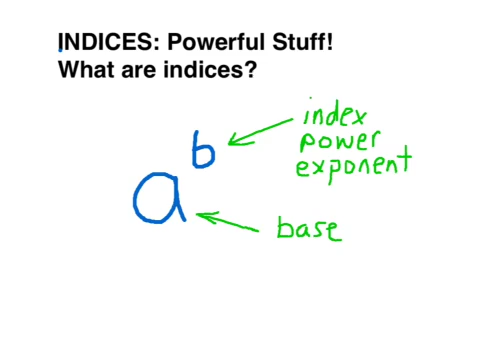 INDICES: Powerful Stuff!
What are indices?
index
power
exponent
b
a
base